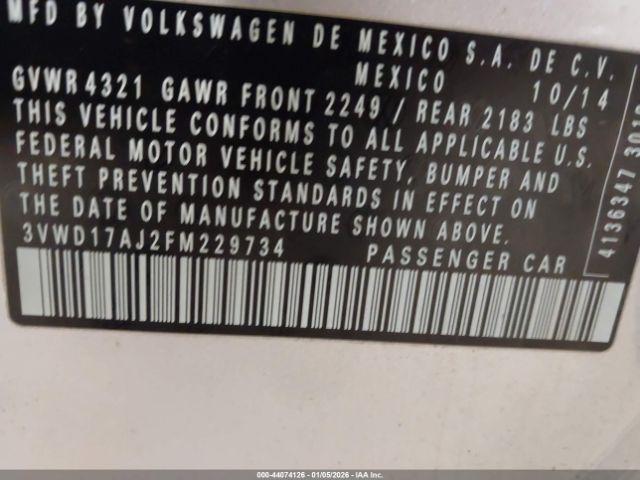 MFD BY VOLKSWAGEN DE MEXICO S.A. DE C.V.
MEXICO 10/14
GVWR 4321 GAWR FRONT 2249 / REAR 2183 LBS
THIS VEHICLE CONFORMS TO ALL APPLICABLE U.S.
FEDERAL MOTOR VEHICLE SAFETY, BUMPER AND
THEFT PREVENTION STANDARDS IN EFFECT ON
THE DATE OF MANUFACTURE SHOWN ABOVE.
3VWD17AJ2FM229734 PASSENGER CAR
4136347
000-44074126 - 01/05/2026 - IAA Inc.